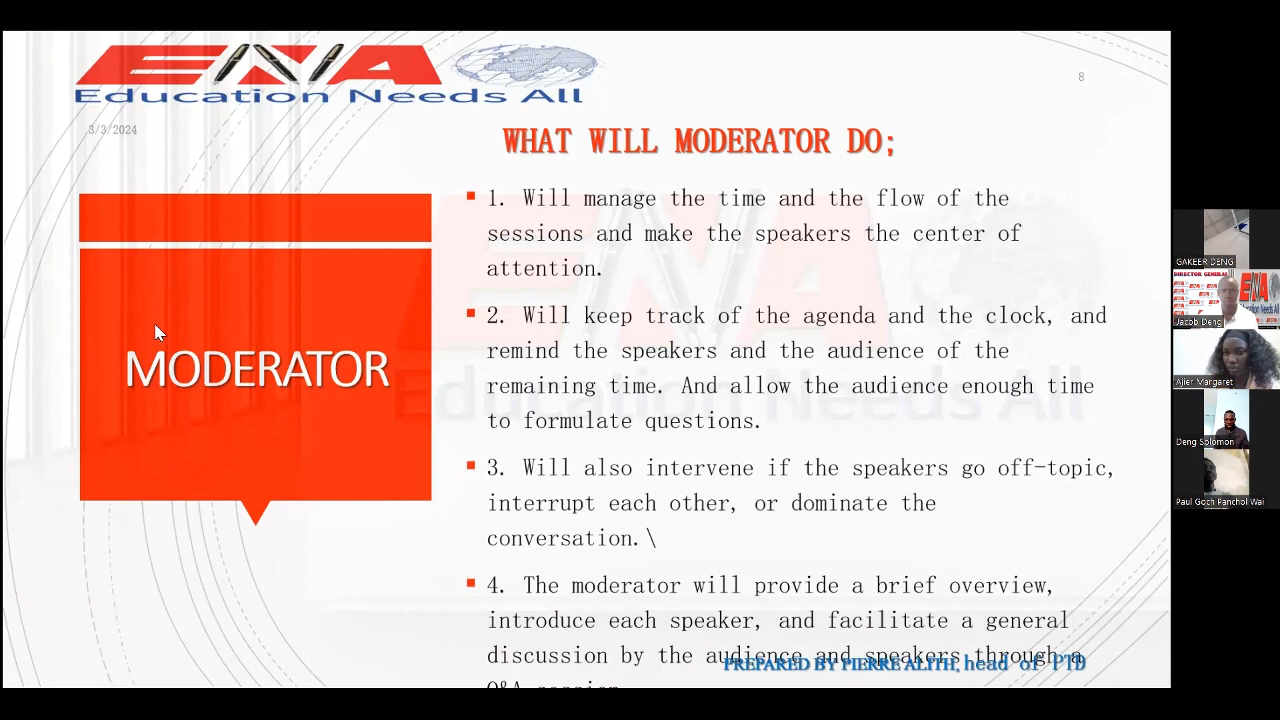 ENA
Education Needs All
8
3/3/2024
WHAT WILL MODERATOR DO;
MODERATOR
1. Will manage the time and the flow of the
sessions and make the speakers the center of
attention.
2. Will keep track of the agenda and the clock, and
remind the speakers and the audience of the
remaining time. And allow the audience enough time
to formulate questions.
3. Will also intervene if the speakers go off-topic,
interrupt each other, or dominate the
conversation.\
4. The moderator will provide a brief overview,
introduce each speaker, and facilitate a general
discussion by the audience and speakers through a
Q&A session
PREPARED BY PIERRE ALITH, head of PTD
GAKEER DENG
DIRECTOR GENERAL
Jacob Deng
Ajier Margaret
Deng Solomon
Paul Goch Panchol Wai